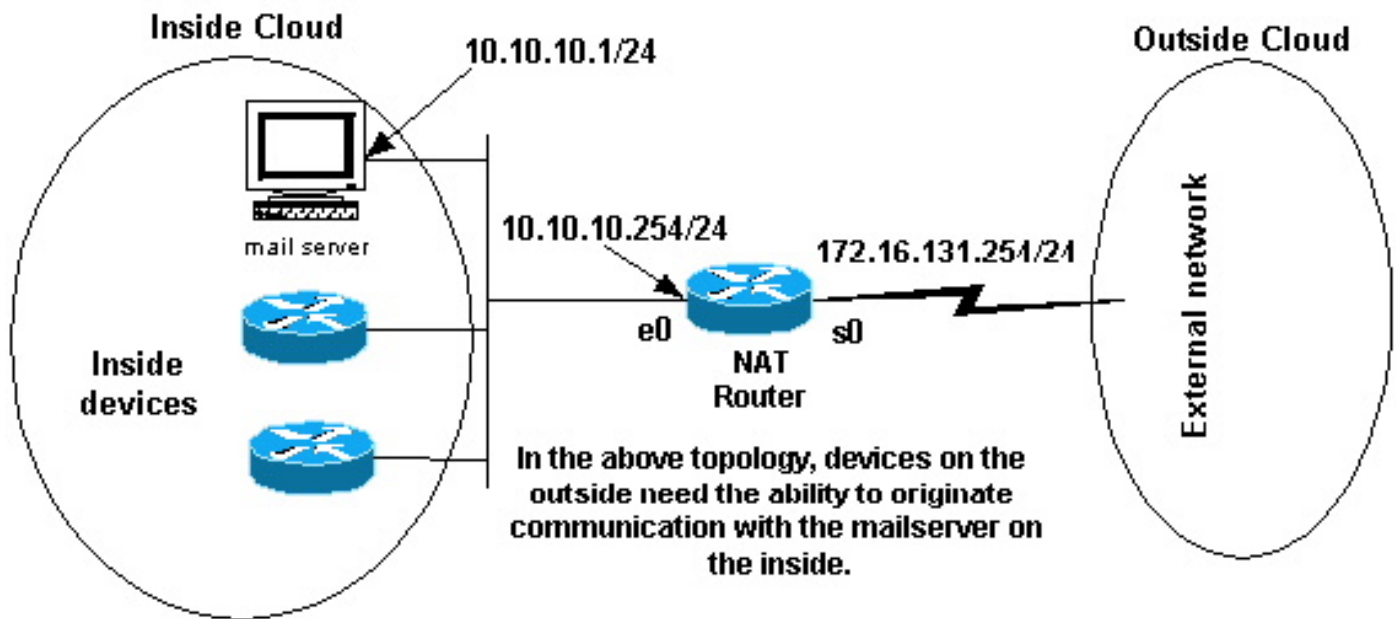 Inside Cloud
10.10.10.1/24
Outside Cloud
mail server
10.10.10.254/24
172.16.131.254/24
External network
e0
s0
NAT
Router
Inside
devices
In the above topology, devices on the
outside need the ability to originate
communication with the mailserver on
the inside.